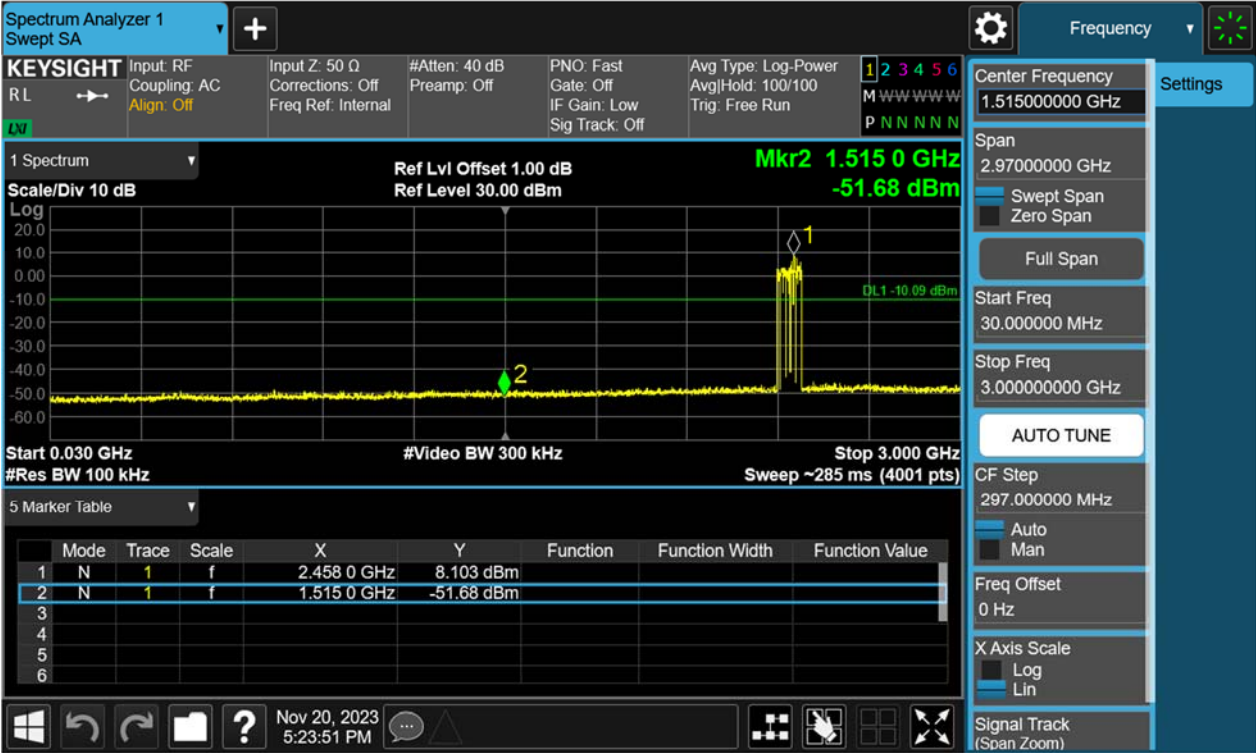 Spectrum Analyzer 1
Swept SA
+
Frequency
KEYSIGHT
RL
LXI
Input: RF
Coupling: AC
Align: Off
Input Z: 50 Ω
Corrections: Off
Freq Ref: Internal
#Atten: 40 dB
Preamp: Off
PNO: Fast
Gate: Off
IF Gain: Low
Sig Track: Off
Avg Type: Log-Power
Avg|Hold: 100/100
Trig: Free Run
1 2 3 4 5 6
M W W W W W
P N N N N N
1 Spectrum
Scale/Div 10 dB
Ref Lvl Offset 1.00 dB
Ref Level 30.00 dBm
Mkr2 1.515 0 GHz
-51.68 dBm
Log
20.0
10.0
0.00
-10.0
-20.0
-30.0
-40.0
-50.0
-60.0
1
DL1 -10.09 dBm
2
Start 0.030 GHz
#Res BW 100 kHz
#Video BW 300 kHz
Stop 3.000 GHz
Sweep ~285 ms (4001 pts)
5 Marker Table
Mode Trace Scale X Y Function Function Width Function Value
1 N 1 f 2.458 0 GHz 8.103 dBm
2 N 1 f 1.515 0 GHz -51.68 dBm
3
4
5
6
?
Nov 20, 2023
5:23:51 PM
Center Frequency
1.515000000 GHz
Span
2.97000000 GHz
Swept Span
Zero Span
Full Span
Start Freq
30.000000 MHz
Stop Freq
3.000000000 GHz
AUTO TUNE
CF Step
297.000000 MHz
Auto
Man
Freq Offset
0 Hz
X Axis Scale
Log
Lin
Signal Track
(Span Zoom)
Settings